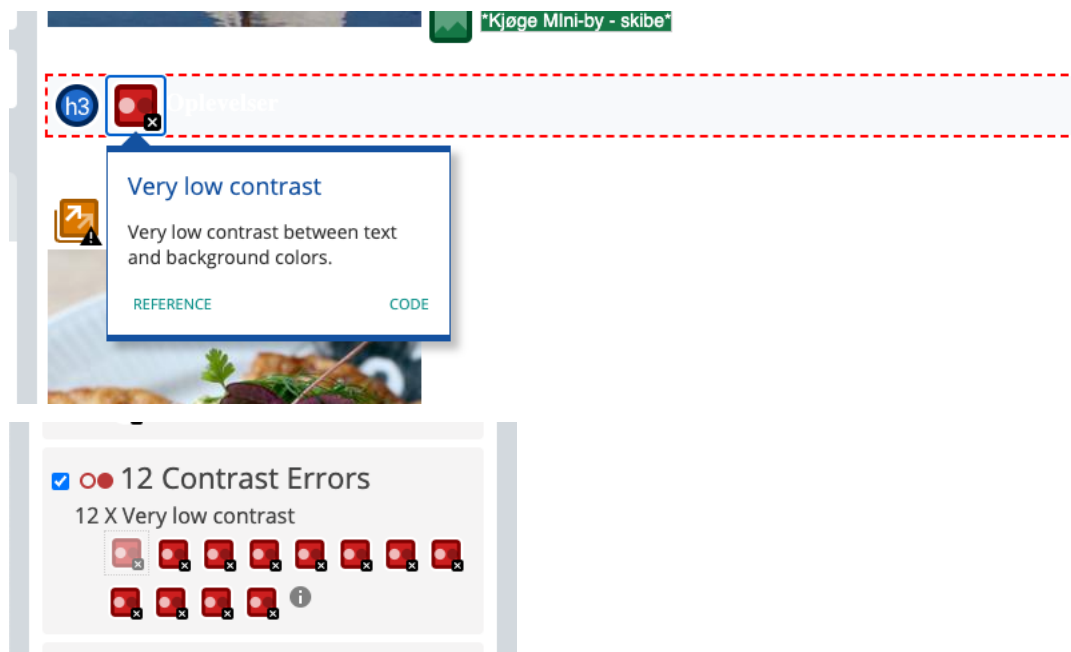 *Kjøge MIni-by - skibe*
h3
Oplevelser
Very low contrast
Very low contrast between text
and background colors.
REFERENCE
CODE
12 Contrast Errors
12 X Very low contrast